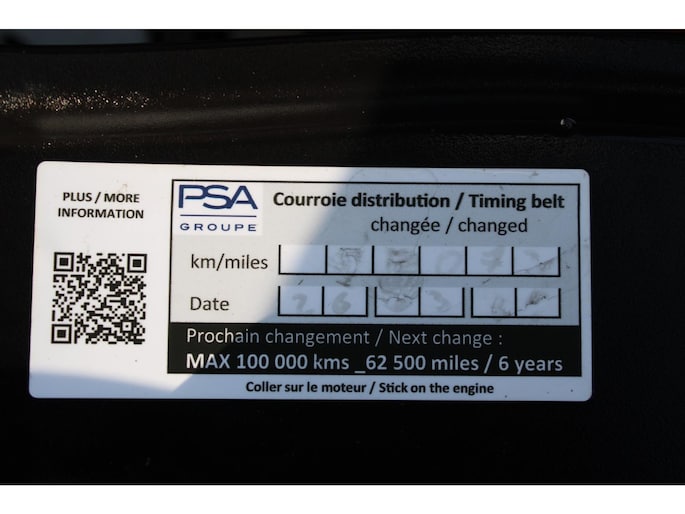 PLUS / MORE
INFORMATION
PSA
GROUPE
Courroie distribution / Timing belt
changée / changed
km/miles
Date
Prochain changement / Next change :
MAX 100 000 kms _62 500 miles / 6 years
Coller sur le moteur / Stick on the engine